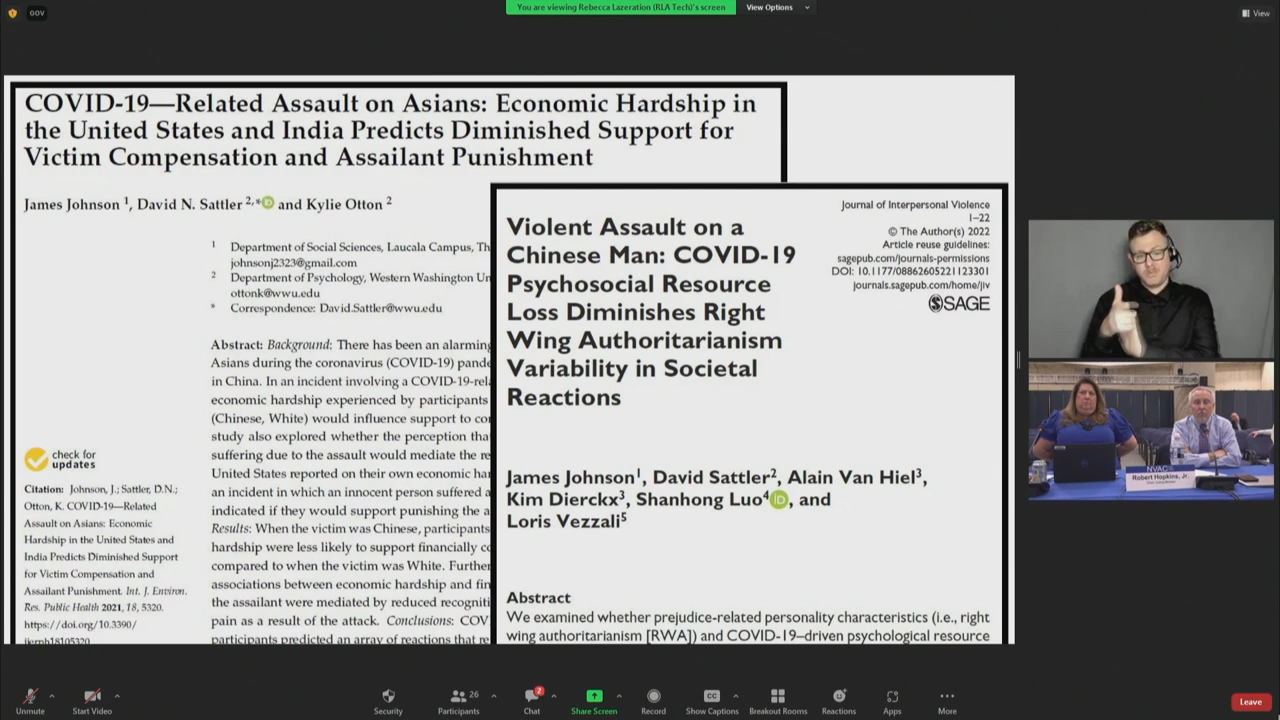 GOV
You are viewing Rebecca Lazeration (RLA Tech)'s screen
View Options
View
COVID-19—Related Assault on Asians: Economic Hardship in
the United States and India Predicts Diminished Support for
Victim Compensation and Assailant Punishment
James Johnson 1, David N. Sattler 2,* and Kylie Otton 2
1 Department of Social Sciences, Laucala Campus, Th
johnsonj2323@gmail.com
2 Department of Psychology, Western Washington Un
ottonk@wwu.edu
* Correspondence: David.Sattler@wwu.edu
Abstract: Background: There has been an alarming
Asians during the coronavirus (COVID-19) pande
in China. In an incident involving a COVID-19-rel
economic hardship experienced by participants
(Chinese, White) would influence support to co
study also explored whether the perception tha
suffering due to the assault would mediate the re
United States reported on their own economic ha
an incident in which an innocent person suffered a
indicated if they would support punishing the a
Results: When the victim was Chinese, participants
hardship were less likely to support financially c
compared to when the victim was White. Further
associations between economic hardship and fin
the assailant were mediated by reduced recogniti
pain as a result of the attack. Conclusions: COV
participants predicted an array of reactions that re
check for
updates
Citation: Johnson, J.; Sattler, D.N.;
Otton, K. COVID-19—Related
Assault on Asians: Economic
Hardship in the United States and
India Predicts Diminished Support
for Victim Compensation and
Assailant Punishment. Int. J. Environ.
Res. Public Health 2021, 18, 5320.
https://doi.org/10.3390/
ijerph18105320
Violent Assault on a
Chinese Man: COVID-19
Psychosocial Resource
Loss Diminishes Right
Wing Authoritarianism
Variability in Societal
Reactions
Journal of Interpersonal Violence
1–22
© The Author(s) 2022
Article reuse guidelines:
sagepub.com/journals-permissions
DOI: 10.1177/08862605221123301
journals.sagepub.com/home/jiv
SAGE
James Johnson1, David Sattler2, Alain Van Hiel3,
Kim Dierckx3, Shanhong Luo4 iD, and
Loris Vezzali5
Abstract
We examined whether prejudice-related personality characteristics (i.e., right
wing authoritarianism [RWA]) and COVID-19–driven psychological resource
NVAC
Robert Hopkins, Jr.
Unmute
Start Video
Security
Participants
26
Chat
2
Share Screen
Record
CC
Show Captions
Breakout Rooms
Reactions
Apps
More
Leave